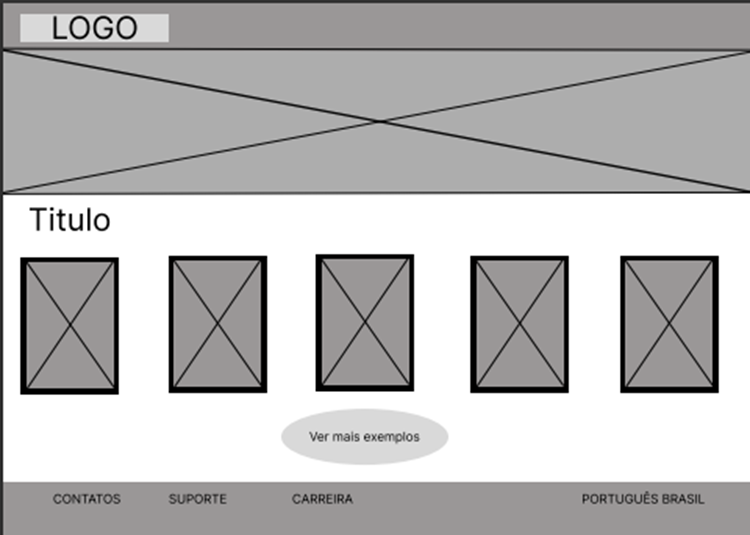 LOGO
Titulo
Ver mais exemplos
CONTATOS SUPORTE CARREIRA PORTUGUÊS BRASIL